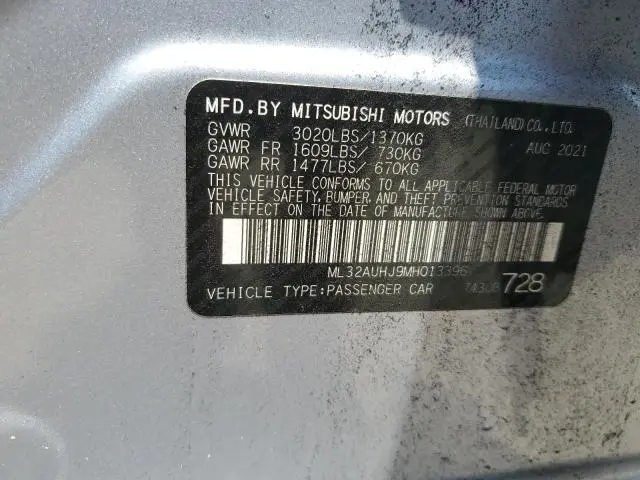 MFD.BY MITSUBISHI MOTORS (THAILAND) CO., LTD.
GVWR 3020LBS/1370KG AUG 2021
GAWR FR 1609LBS/ 730KG
GAWR RR 1477LBS/ 670KG
THIS VEHICLE CONFORMS TO ALL APPLICABLE FEDERAL MOTOR
VEHICLE SAFETY, BUMPER, AND THEFT PREVENTION STANDARDS
IN EFFECT ON THE DATE OF MANUFACTURE SHOWN ABOVE.
ML32AUHJ9MH013396
VEHICLE TYPE:PASSENGER CAR 728